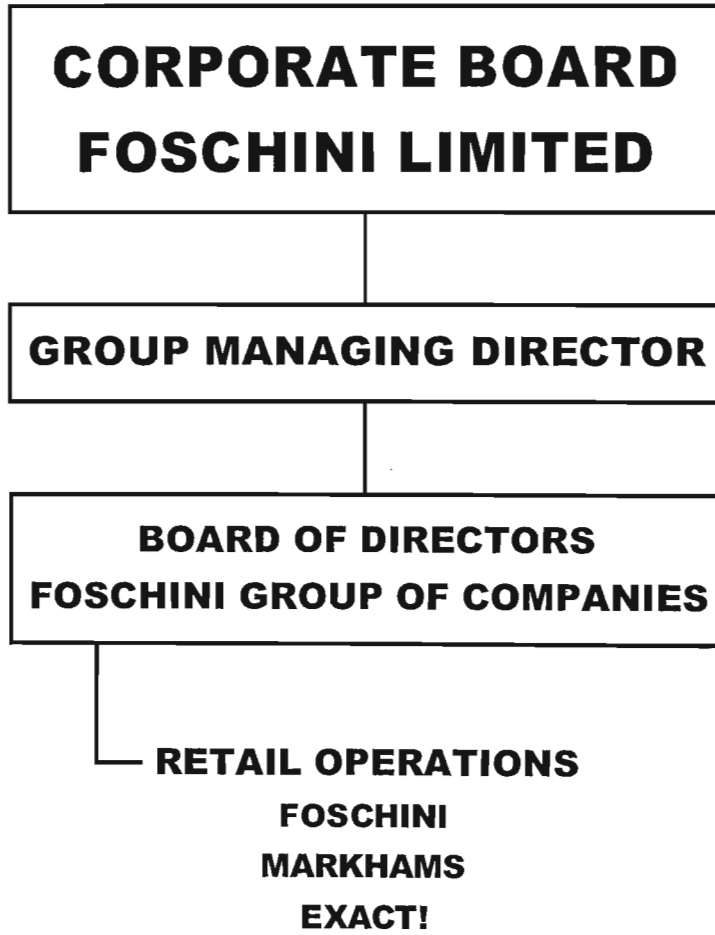 CORPORATE BOARD
FOSCHINI LIMITED
GROUP MANAGING DIRECTOR
BOARD OF DIRECTORS
FOSCHINI GROUP OF COMPANIES
RETAIL OPERATIONS
FOSCHINI
MARKHAMS
EXACT!